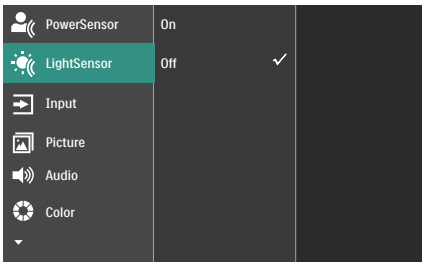 PowerSensor
On
LightSensor
Off
Input
Picture
Audio
Color